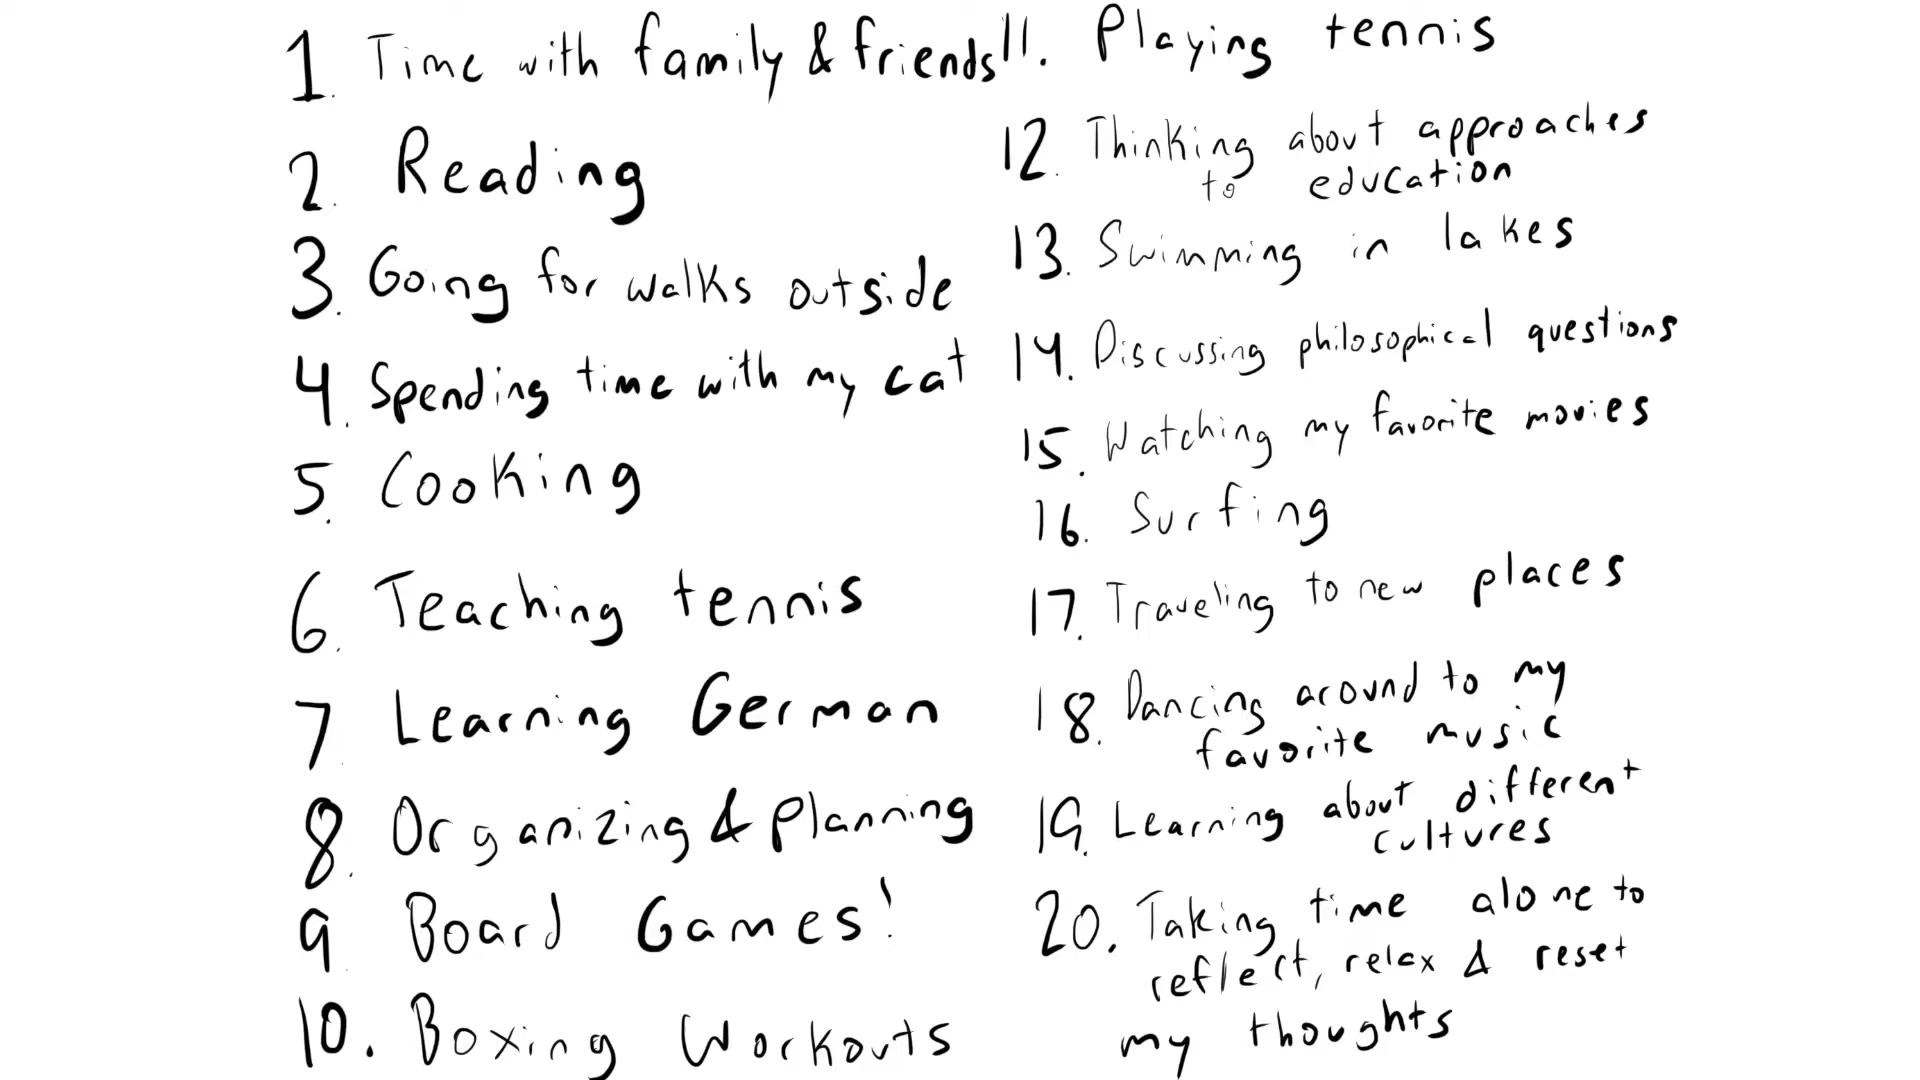 1. Time with family & friends
2. Reading
3. Going for walks outside
4. Spending time with my cat
5. Cooking
6. Teaching tennis
7. Learning German
8. Organizing & Planning
9. Board Games!
10. Boxing Workouts
11. Playing tennis
12. Thinking about approaches
to education
13. Swimming in lakes
14. Discussing philosophical questions
15. Watching my favorite movies
16. Surfing
17. Traveling to new places
18. Dancing around to my
favorite music
19. Learning about different
cultures
20. Taking time alone to
reflect, relax & reset
my thoughts